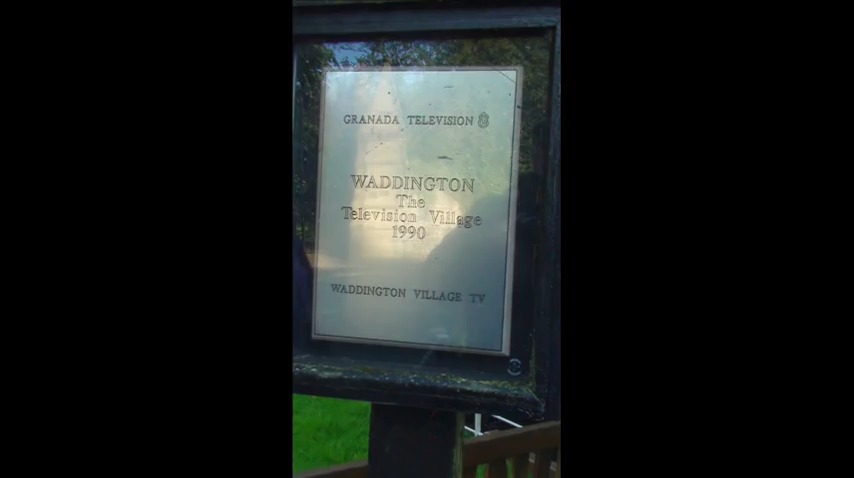 GRANADA TELEVISION
WADDINGTON
The
Television Village
1990
WADDINGTON VILLAGE TV